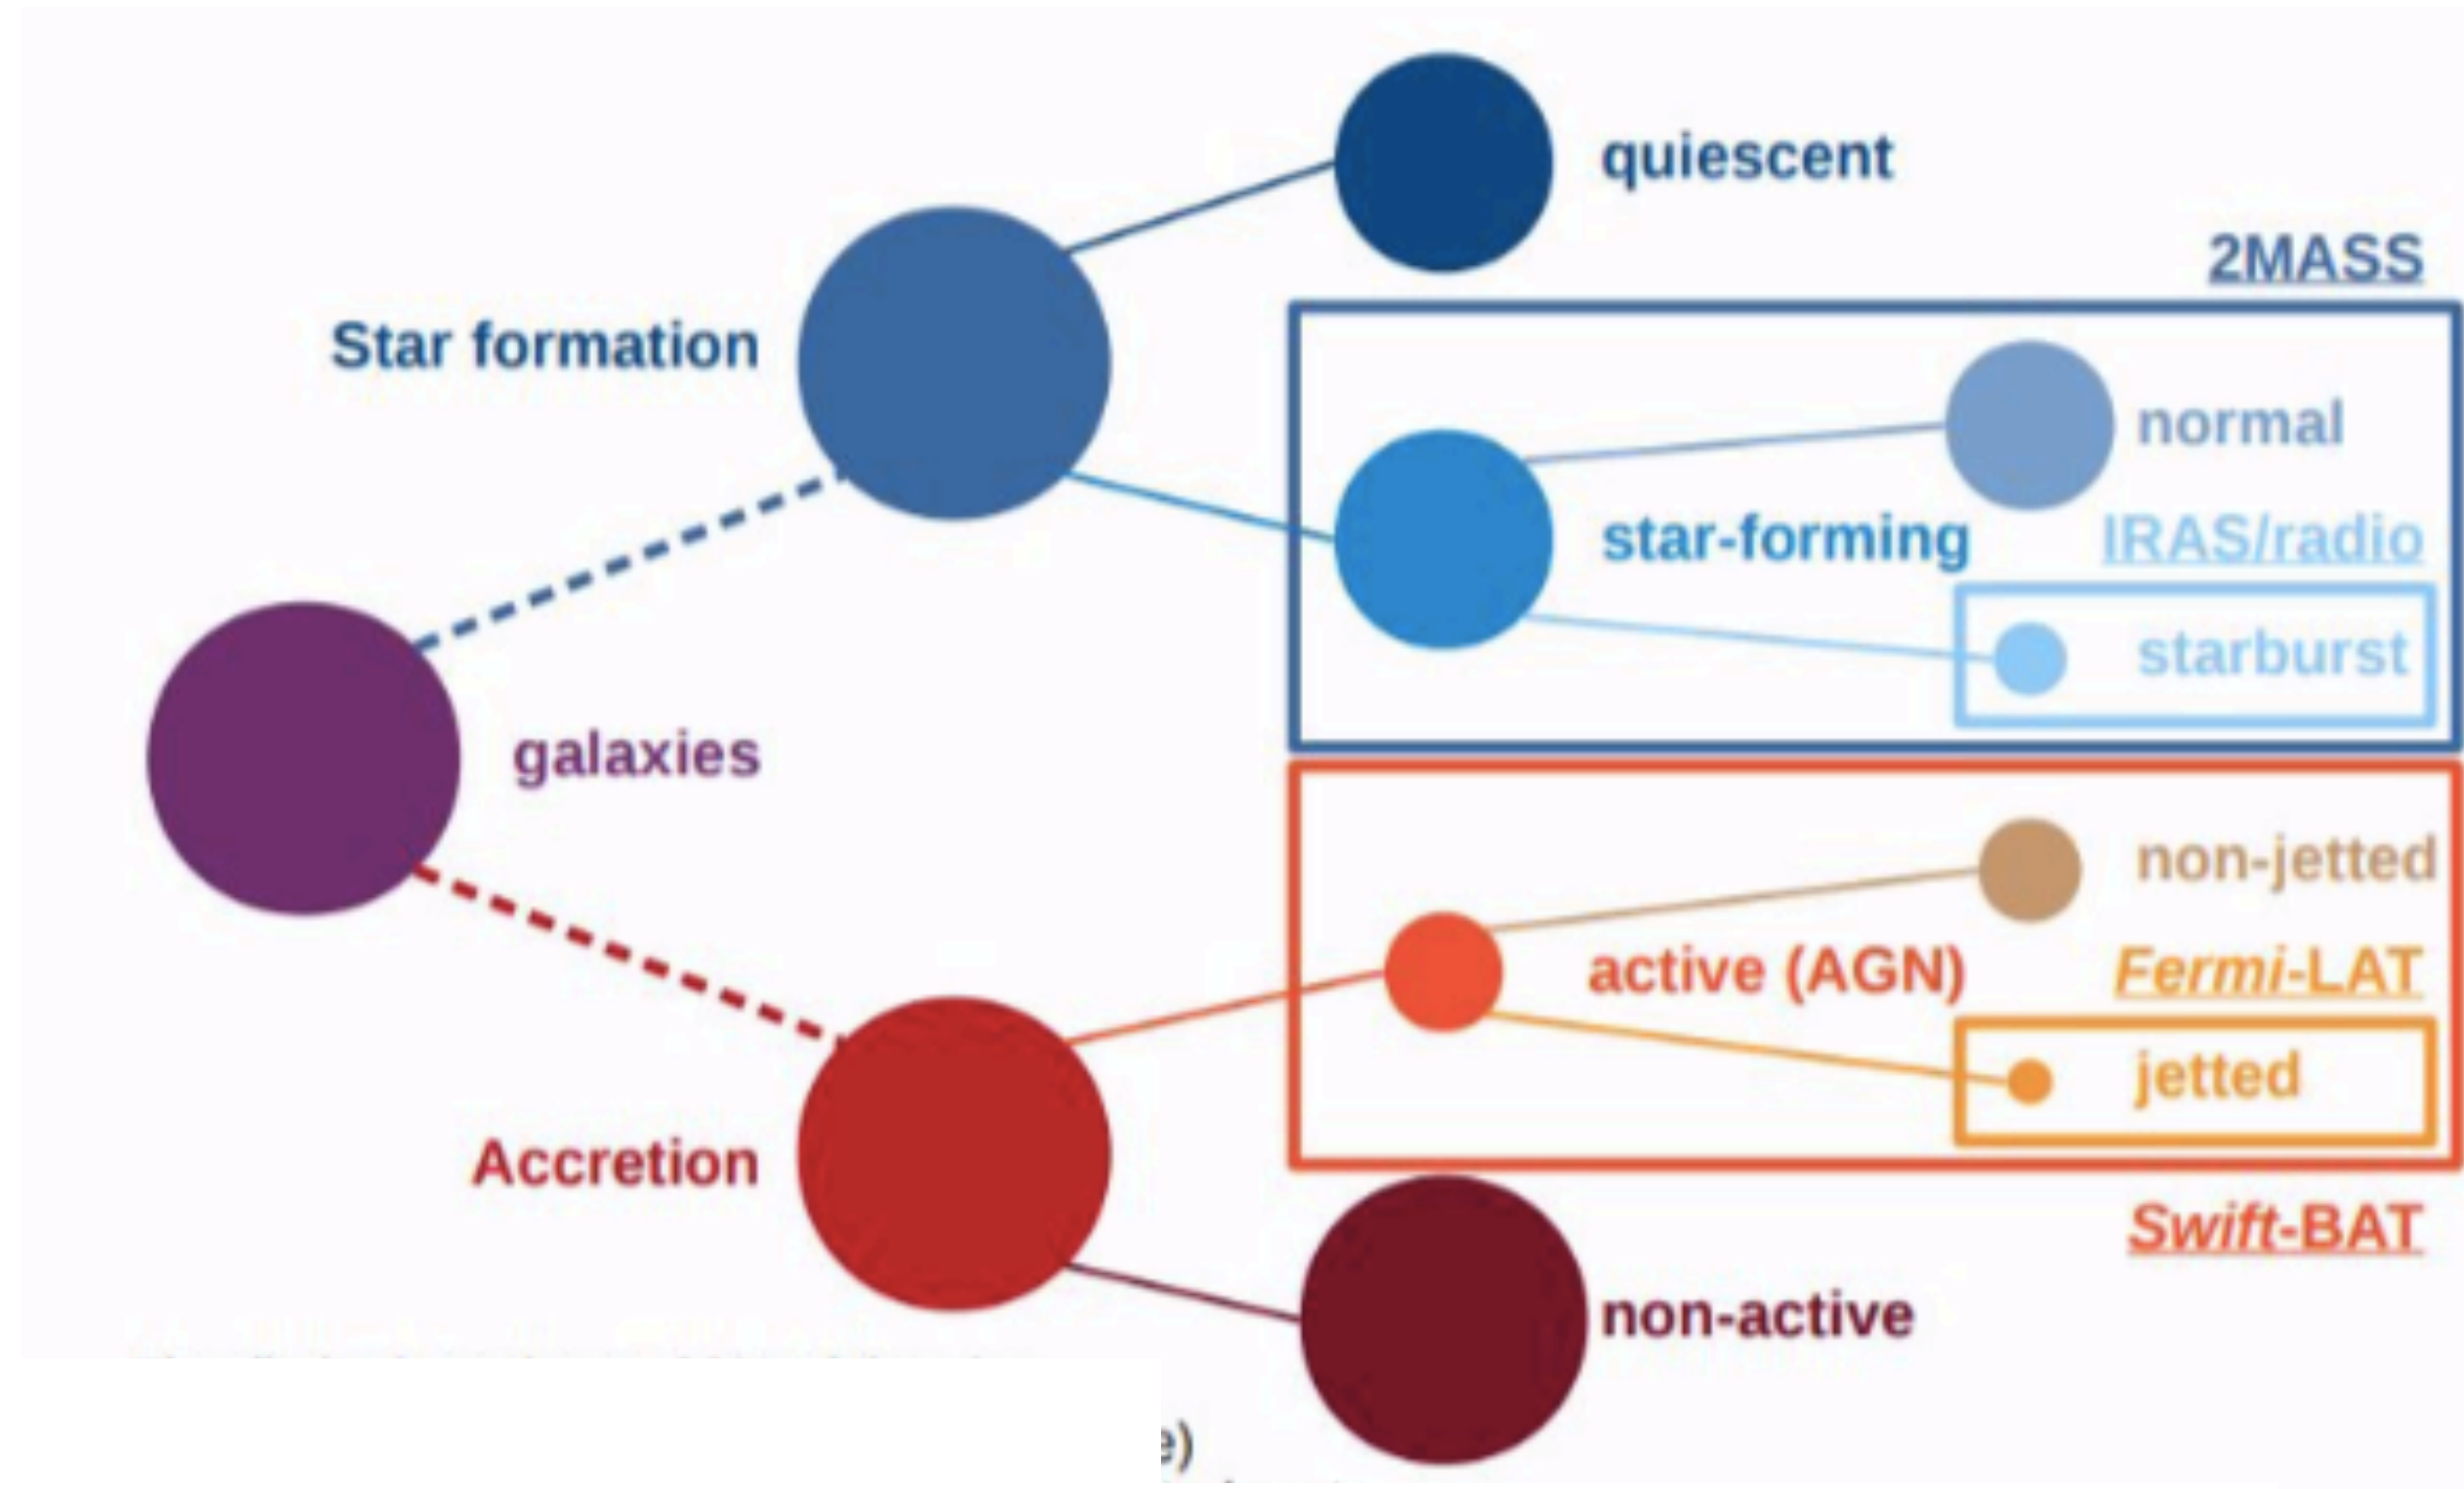 quiescent
2MASS
Star formation
normal
star-forming
IRAS/radio
starburst
galaxies
non-jetted
active (AGN)
Fermi-LAT
jetted
Accretion
Swift-BAT
non-active
e)